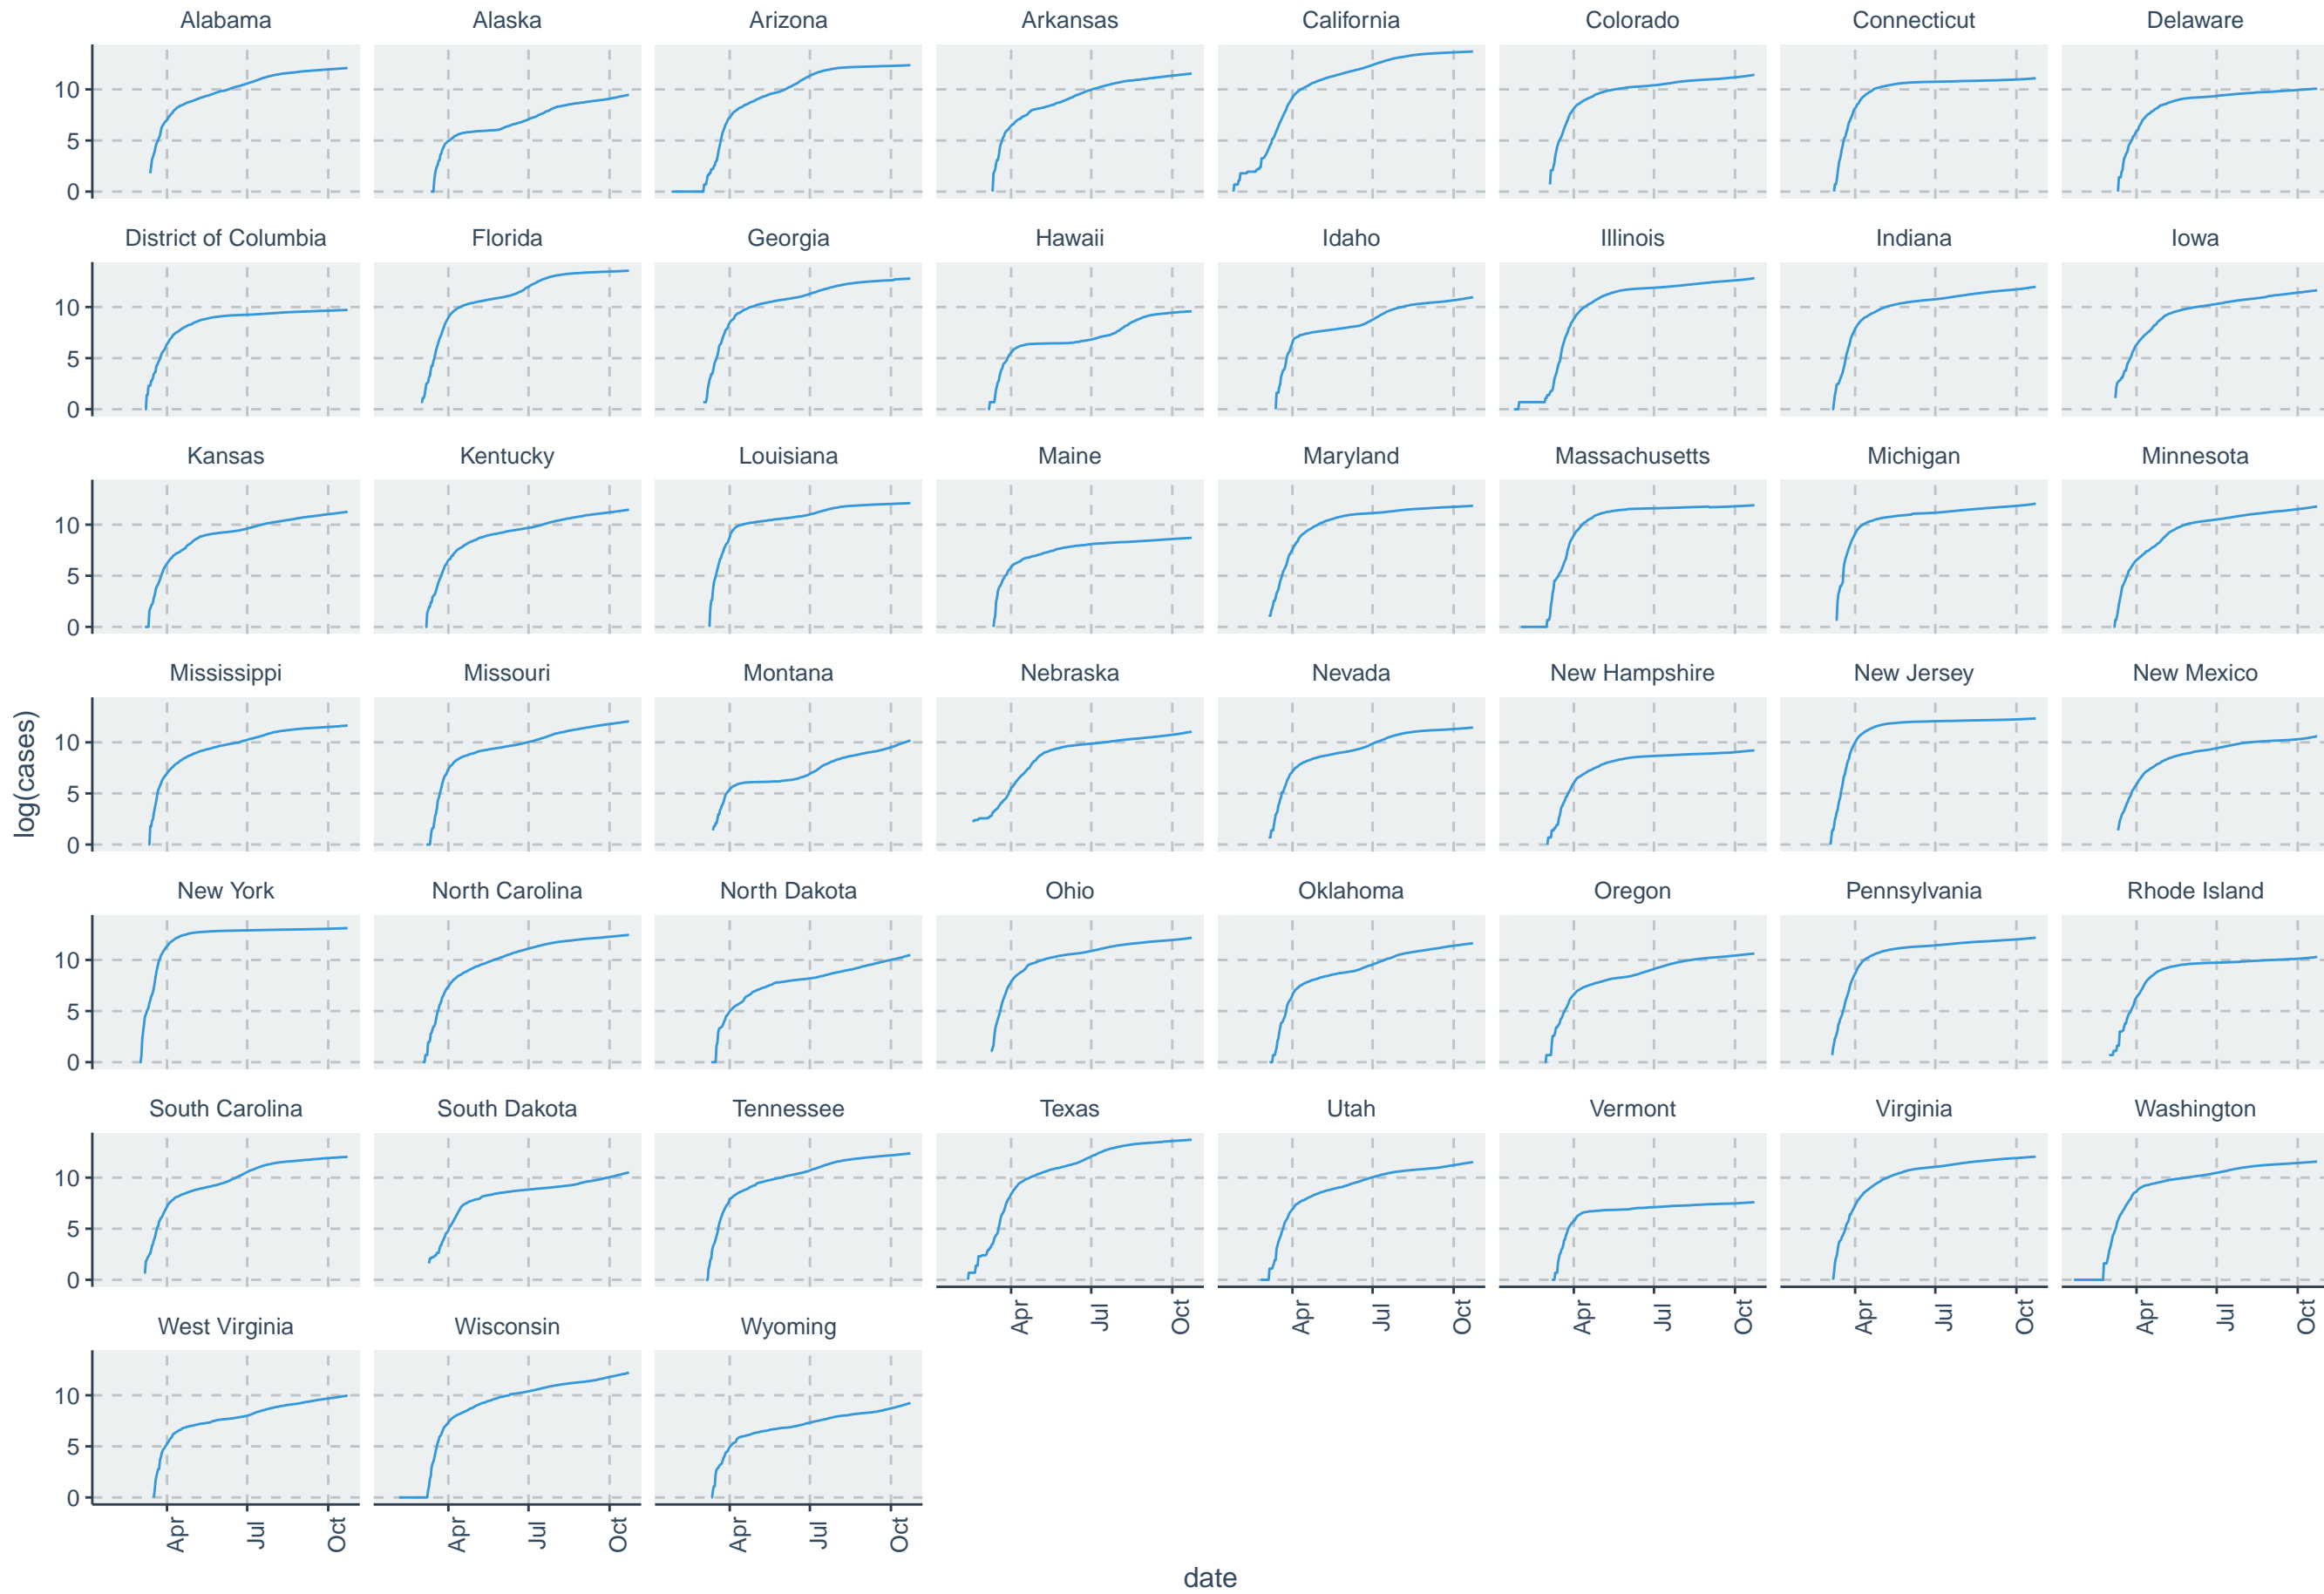 Alabama Alaska Arizona Arkansas California Colorado Connecticut Delaware
10
5
0
District of Columbia Florida Georgia Hawaii Idaho Illinois Indiana Iowa
10
5
0
Kansas Kentucky Louisiana Maine Maryland Massachusetts Michigan Minnesota
10
5
0
Mississippi Missouri Montana Nebraska Nevada New Hampshire New Jersey New Mexico
10
5
0
log(cases)
New York North Carolina North Dakota Ohio Oklahoma Oregon Pennsylvania Rhode Island
10
5
0
South Carolina South Dakota Tennessee Texas Utah Vermont Virginia Washington
10
5
0
Apr Jul Oct Apr Jul Oct Apr Jul Oct Apr Jul Oct Apr Jul Oct
West Virginia Wisconsin Wyoming
10
5
0
Apr Jul Oct Apr Jul Oct Apr Jul Oct
date